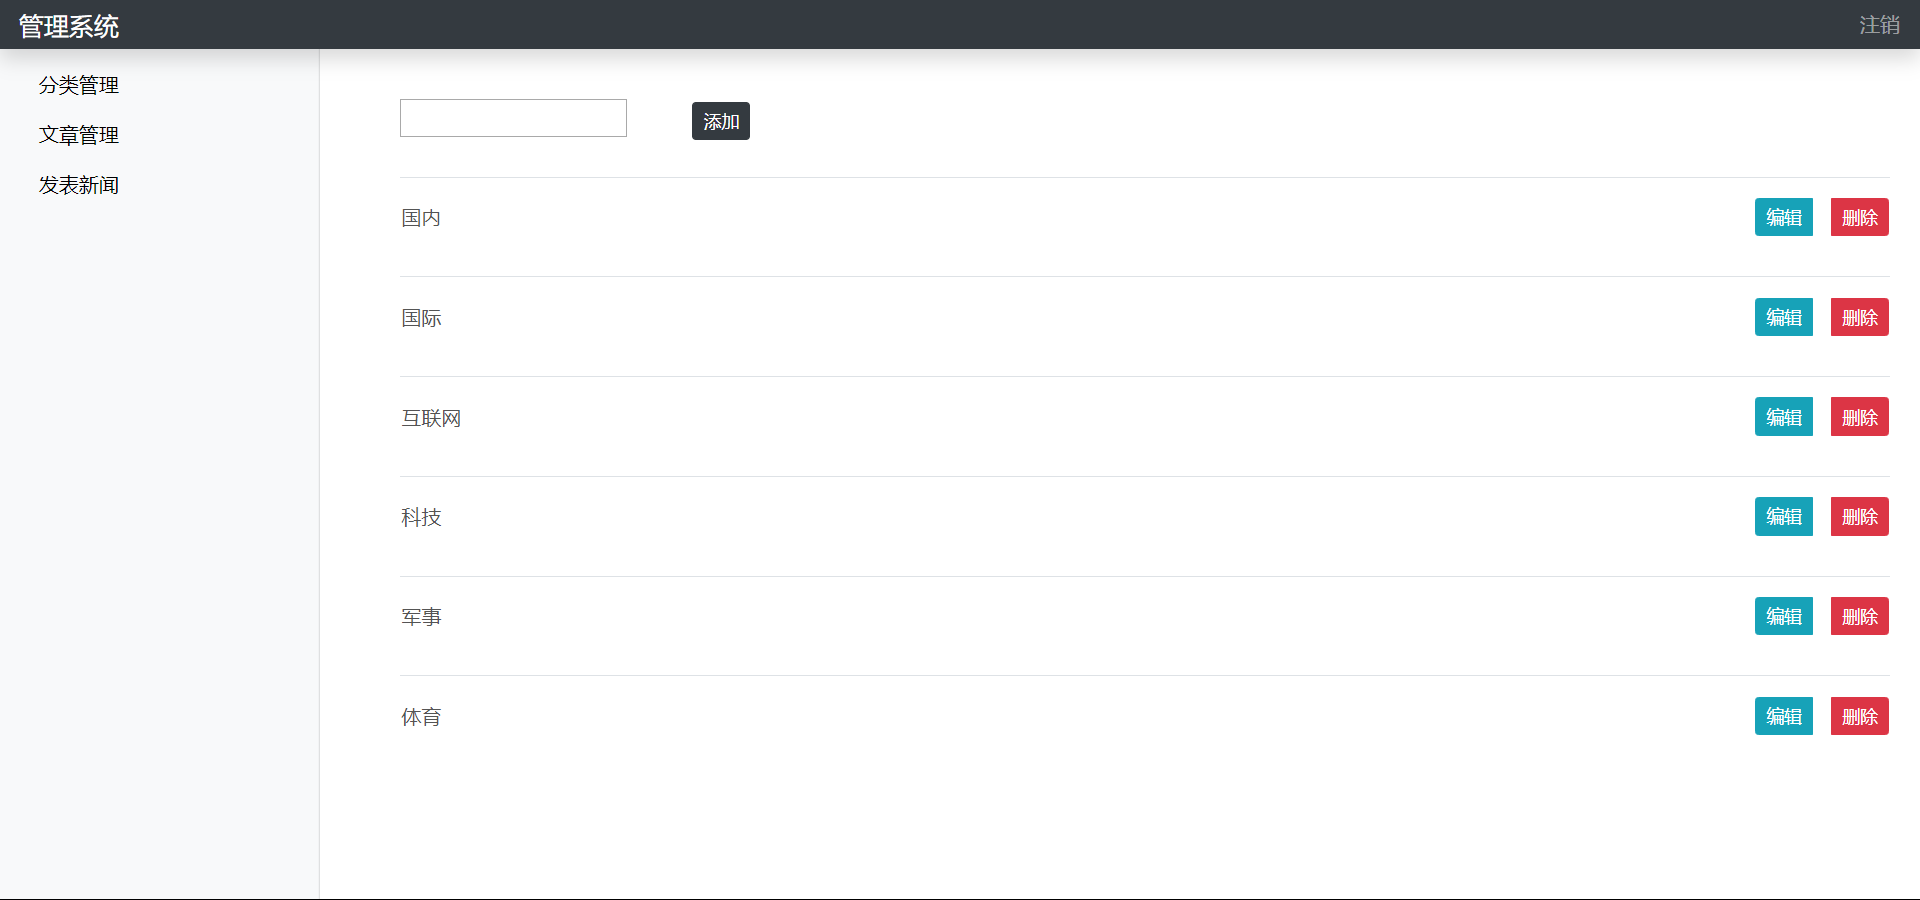 管理系统 注销
分类管理
文章管理
发表新闻
添加
国内 编辑 删除
国际 编辑 删除
互联网 编辑 删除
科技 编辑 删除
军事 编辑 删除
体育 编辑 删除